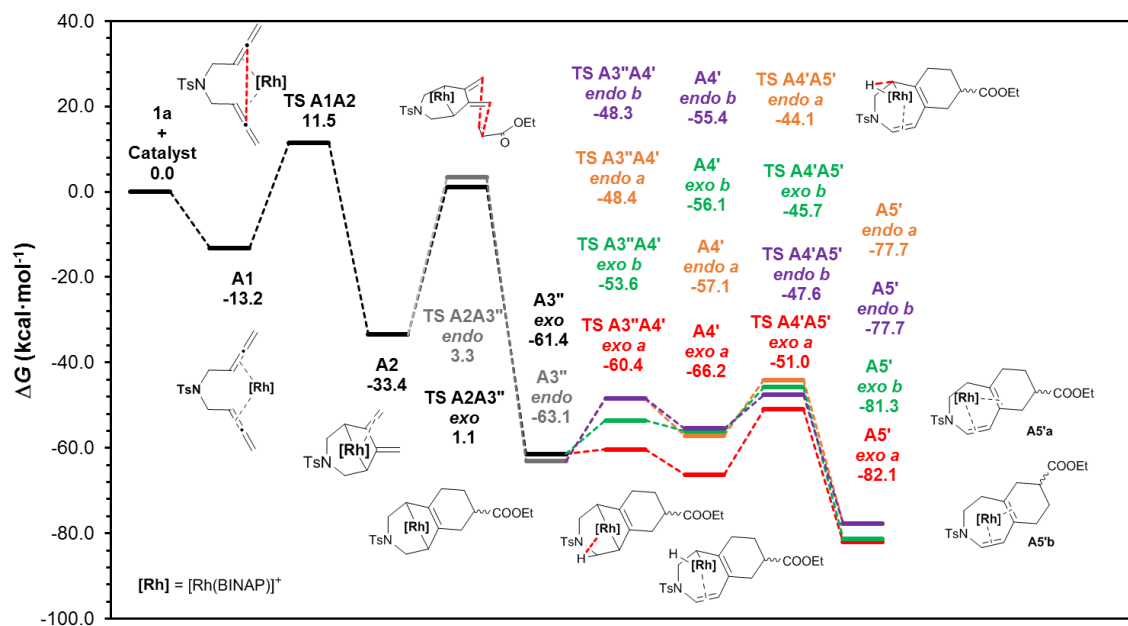 ΔG (kcal·mol⁻¹)
40.0
20.0
0.0
-20.0
-40.0
-60.0
-80.0
-100.0
1a
+
Catalyst
0.0
TsN
[Rh]
TS A1A2
11.5
A1
-13.2
TsN
[Rh]
A2
-33.4
TsN
[Rh]
TsN
[Rh]
OEt
O
TS A2A3"
endo
3.3
TS A2A3"
exo
1.1
A3"
exo
-61.4
A3"
endo
-63.1
TsN
[Rh]
COOEt
TS A3"A4'
endo b
-48.3
TS A3"A4'
endo a
-48.4
TS A3"A4'
exo b
-53.6
TS A3"A4'
exo a
-60.4
TsN
[Rh]
H
COOEt
A4'
endo b
-55.4
A4'
exo b
-56.1
A4'
endo a
-57.1
A4'
exo a
-66.2
H
[Rh]
TsN
COOEt
TS A4'A5'
endo a
-44.1
TS A4'A5'
exo b
-45.7
TS A4'A5'
endo b
-47.6
TS A4'A5'
exo a
-51.0
H
[Rh]
TsN
COOEt
A5'
endo a
-77.7
A5'
endo b
-77.7
A5'
exo b
-81.3
A5'
exo a
-82.1
[Rh]
TsN
COOEt
A5'a
COOEt
[Rh]
TsN
A5'b
[Rh] = [Rh(BINAP)]⁺